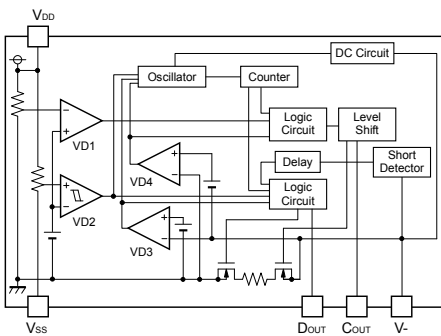 VDD
DC Circuit
Oscillator
Counter
- + VD1
Logic Circuit
Level Shift
+ - VD4
Delay
Short Detector
+ - VD2
Logic Circuit
+ - VD3
VSS
DOUT
COUT
V-